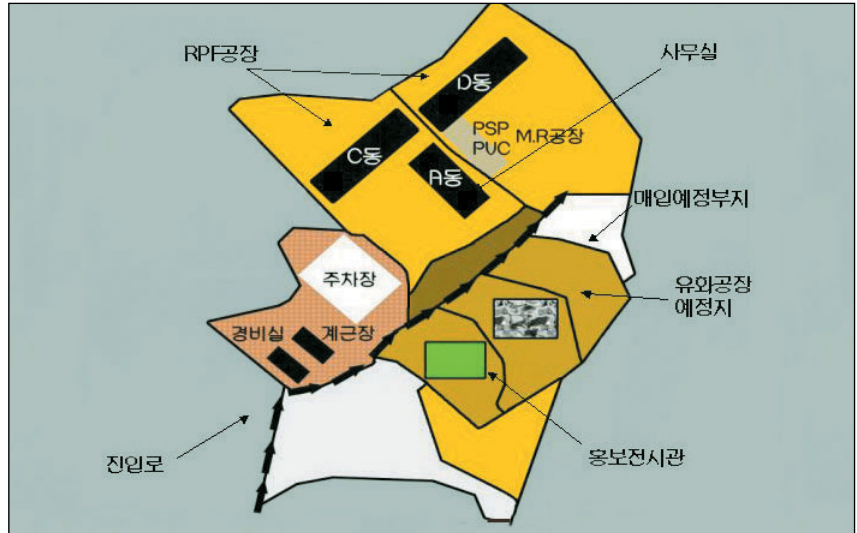 RPF공장
사무실
D동
PSP
PVC
M.R공장
C동
A동
매입예정부지
주차장
유화공장
예정지
경비실
계근장
진입로
홍보전시관